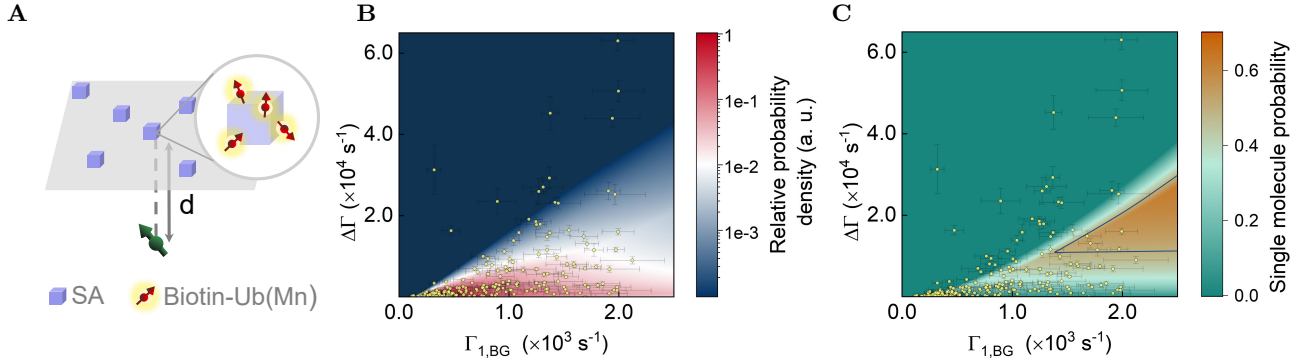 A
d
SA
Biotin-Ub(Mn)
B
6.0
4.0
2.0
0.0
1.0
2.0
ΔΓ (×10⁴ s⁻¹)
Γ₁,BG (×10³ s⁻¹)
1
1e-1
1e-2
1e-3
Relative probability
density (a. u.)
C
6.0
4.0
2.0
0.0
1.0
2.0
ΔΓ (×10⁴ s⁻¹)
Γ₁,BG (×10³ s⁻¹)
0.6
0.4
0.2
0.0
Single molecule probability